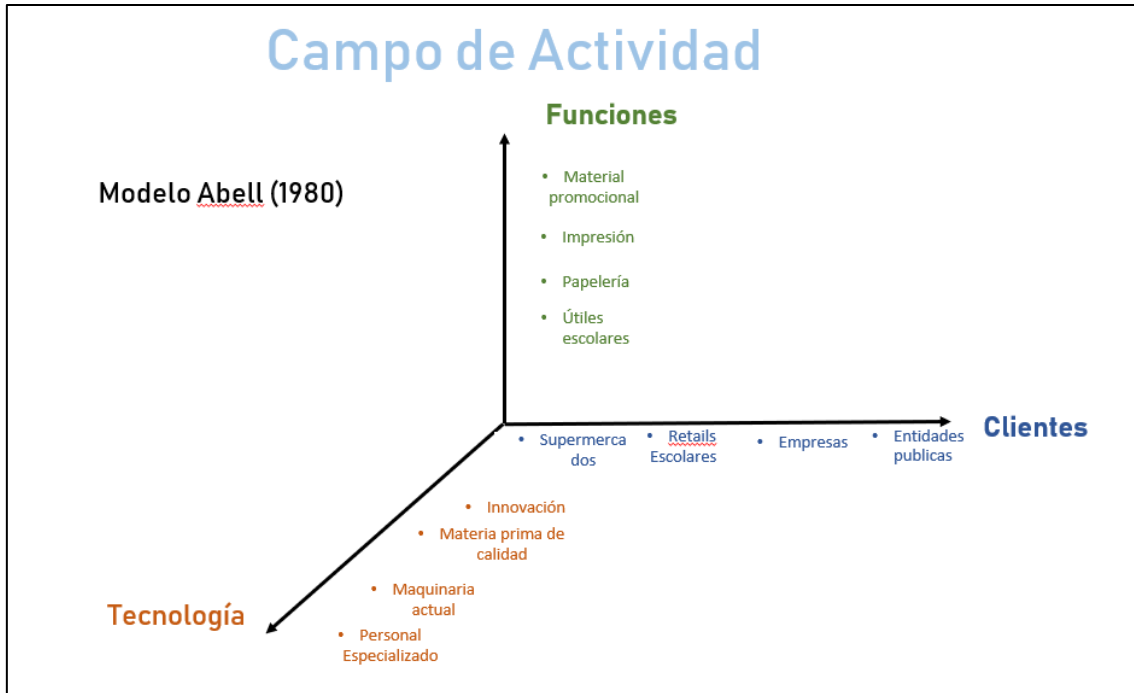 Campo de Actividad
Funciones
Modelo Abell (1980)
• Material
promocional
• Impresión
• Papelería
• Útiles
escolares
Clientes
• Supermerca
dos
• Retails
Escolares
• Empresas
• Entidades
publicas
• Innovación
• Materia prima de
calidad
• Maquinaria
actual
• Personal
Especializado
Tecnología